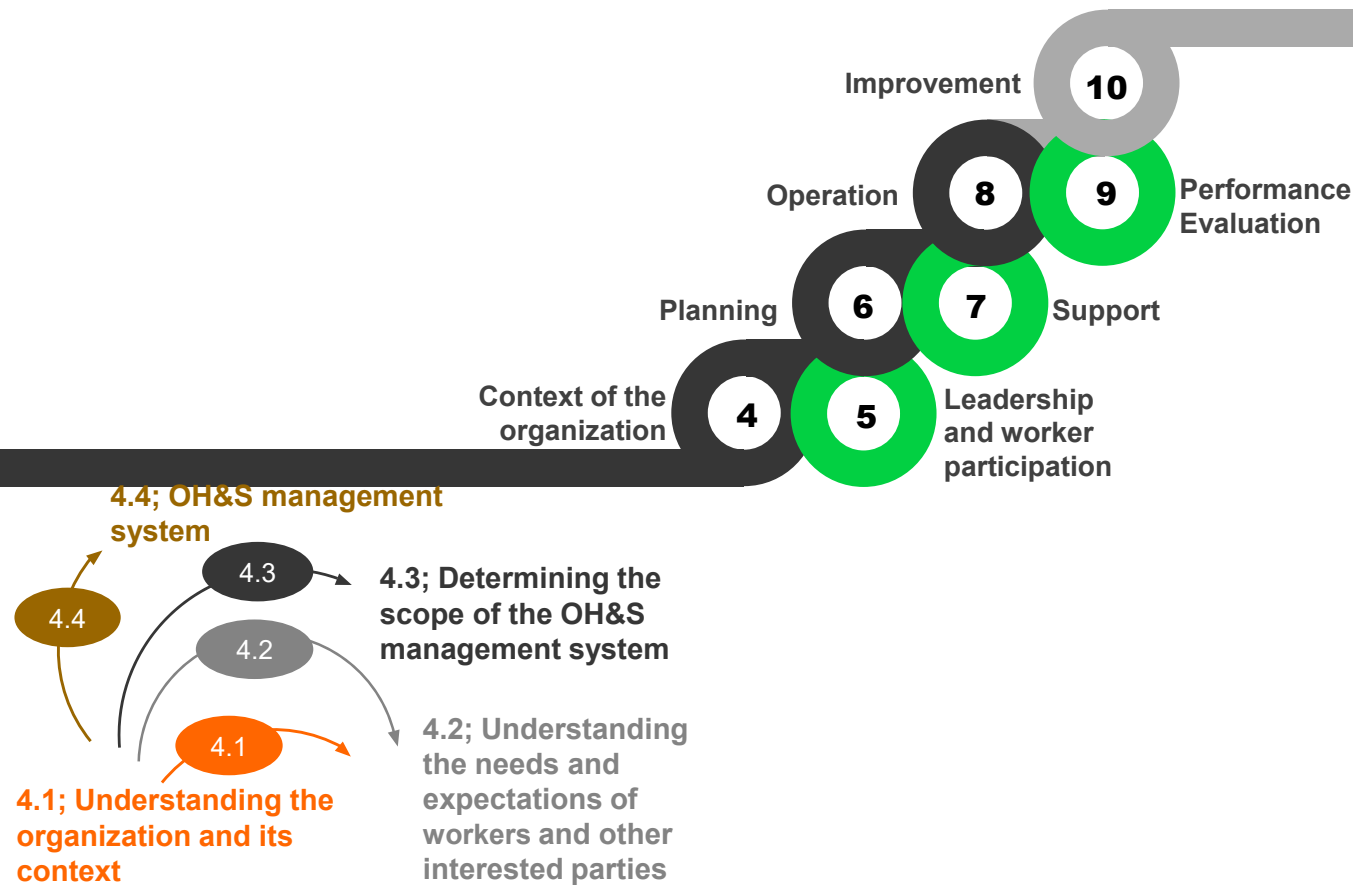 Improvement
10
Operation
8
9
Performance
Evaluation
Planning
6
7
Support
Context of the
organization
4
5
Leadership
and worker
participation
4.4; OH&S management
system
4.3
4.3; Determining the
scope of the OH&S
management system
4.4
4.2
4.2; Understanding
the needs and
expectations of
workers and other
interested parties
4.1
4.1; Understanding the
organization and its
context